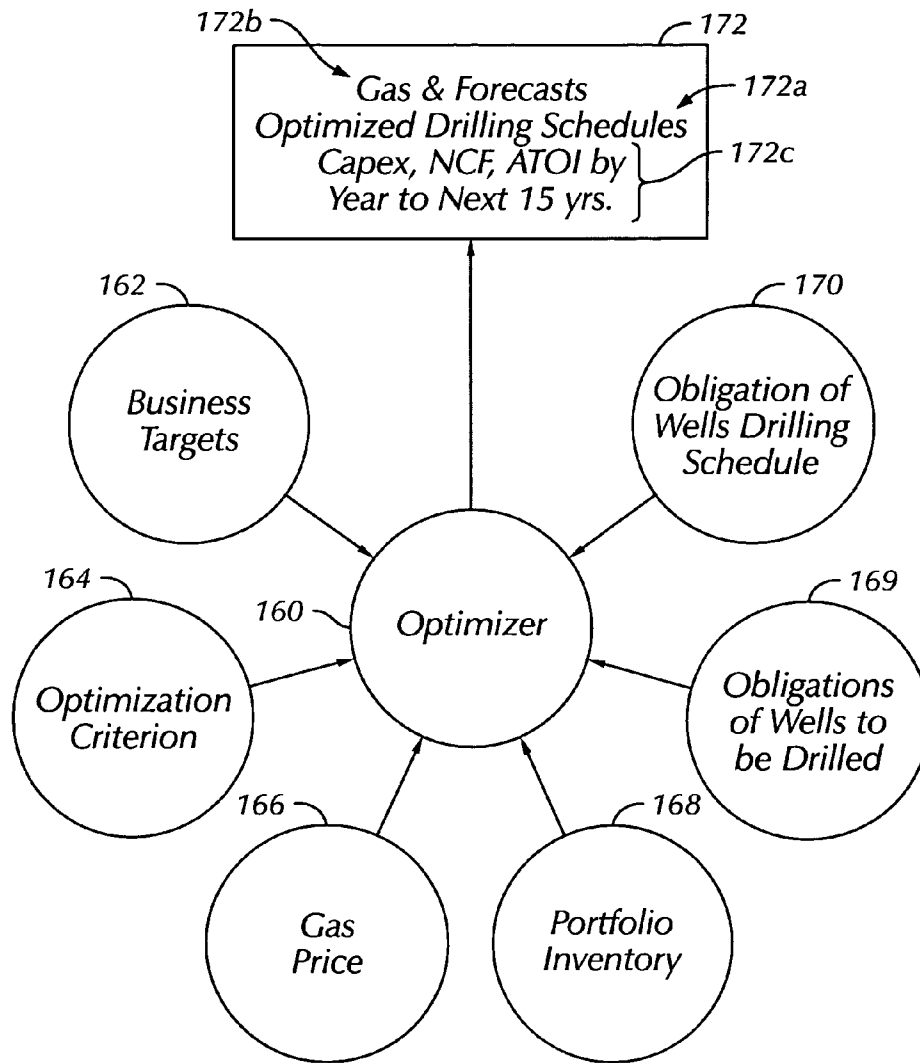 172b
172
Gas & Forecasts
172a
Optimized Drilling Schedules
Capex, NCF, ATOI by
172c
Year to Next 15 yrs.
162
170
Business
Targets
Obligation of
Wells Drilling
Schedule
164
160
Optimizer
169
Optimization
Criterion
Obligations
of Wells to
be Drilled
166
168
Gas
Price
Portfolio
Inventory